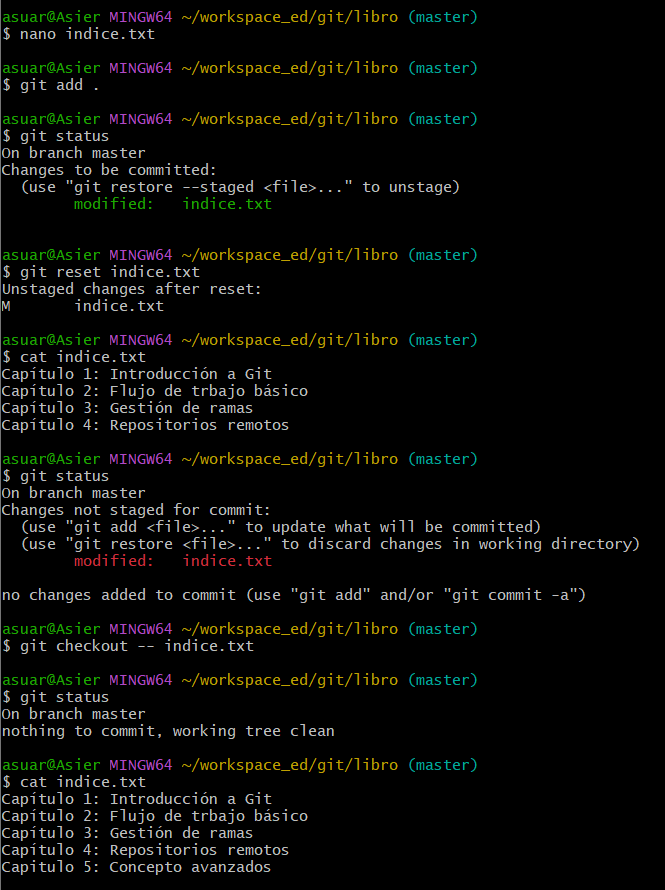 asuar@Asier MINGW64 ~/workspace_ed/git/libro (master)
$ nano indice.txt
asuar@Asier MINGW64 ~/workspace_ed/git/libro (master)
$ git add .
asuar@Asier MINGW64 ~/workspace_ed/git/libro (master)
$ git status
On branch master
Changes to be committed:
  (use "git restore --staged <file>..." to unstage)
        modified:   indice.txt
asuar@Asier MINGW64 ~/workspace_ed/git/libro (master)
$ git reset indice.txt
Unstaged changes after reset:
M       indice.txt
asuar@Asier MINGW64 ~/workspace_ed/git/libro (master)
$ cat indice.txt
Capítulo 1: Introducción a Git
Capítulo 2: Flujo de trbajo básico
Capítulo 3: Gestión de ramas
Capítulo 4: Repositorios remotos
asuar@Asier MINGW64 ~/workspace_ed/git/libro (master)
$ git status
On branch master
Changes not staged for commit:
  (use "git add <file>..." to update what will be committed)
  (use "git restore <file>..." to discard changes in working directory)
        modified:   indice.txt
no changes added to commit (use "git add" and/or "git commit -a")
asuar@Asier MINGW64 ~/workspace_ed/git/libro (master)
$ git checkout -- indice.txt
asuar@Asier MINGW64 ~/workspace_ed/git/libro (master)
$ git status
On branch master
nothing to commit, working tree clean
asuar@Asier MINGW64 ~/workspace_ed/git/libro (master)
$ cat indice.txt
Capítulo 1: Introducción a Git
Capítulo 2: Flujo de trbajo básico
Capítulo 3: Gestión de ramas
Capítulo 4: Repositorios remotos
Capítulo 5: Concepto avanzados